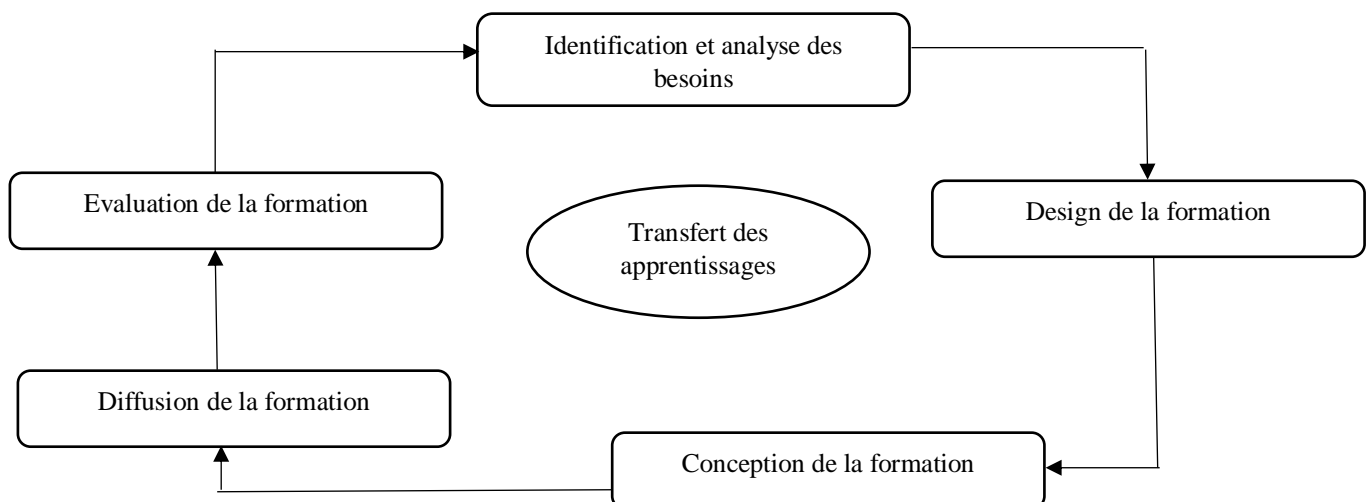 Identification et analyse des
besoins
Evaluation de la formation
Design de la formation
Transfert des
apprentissages
Diffusion de la formation
Conception de la formation